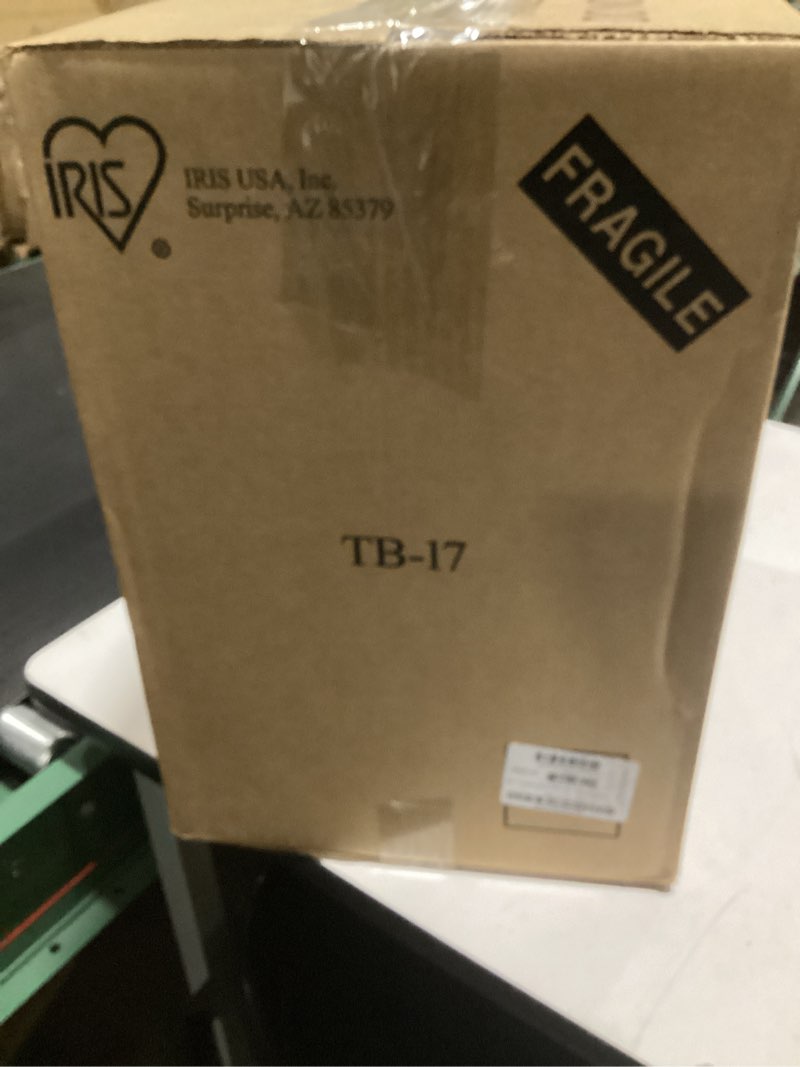 IRIS
®
IRIS USA, Inc.
Surprise, AZ 85379
FRAGILE
TB-17